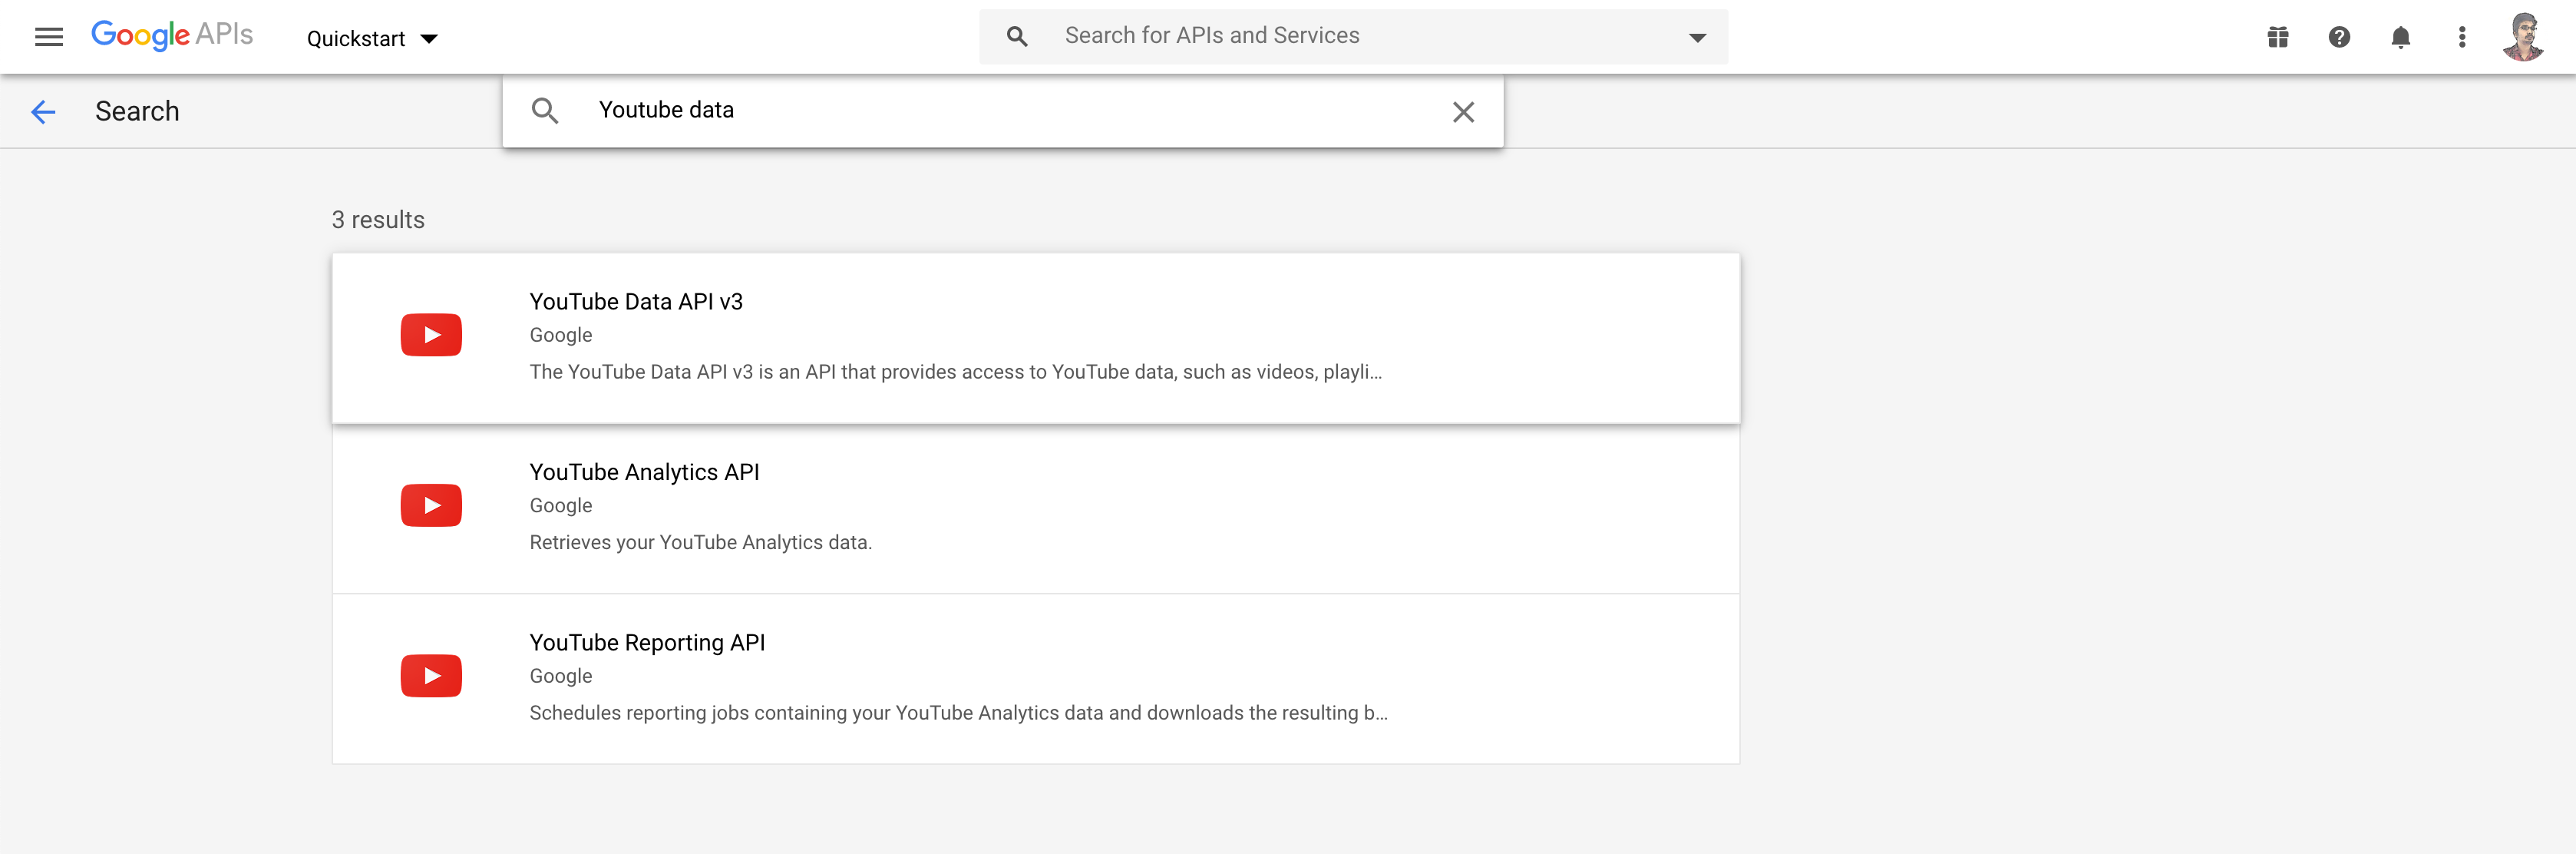 Google APIs
Quickstart
Search for APIs and Services
Search
Youtube data
3 results
YouTube Data API v3
Google
The YouTube Data API v3 is an API that provides access to YouTube data, such as videos, playli...
YouTube Analytics API
Google
Retrieves your YouTube Analytics data.
YouTube Reporting API
Google
Schedules reporting jobs containing your YouTube Analytics data and downloads the resulting b...